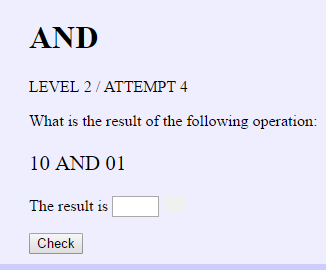 AND
LEVEL 2 / ATTEMPT 4
What is the result of the following operation:
10 AND 01
The result is
Check